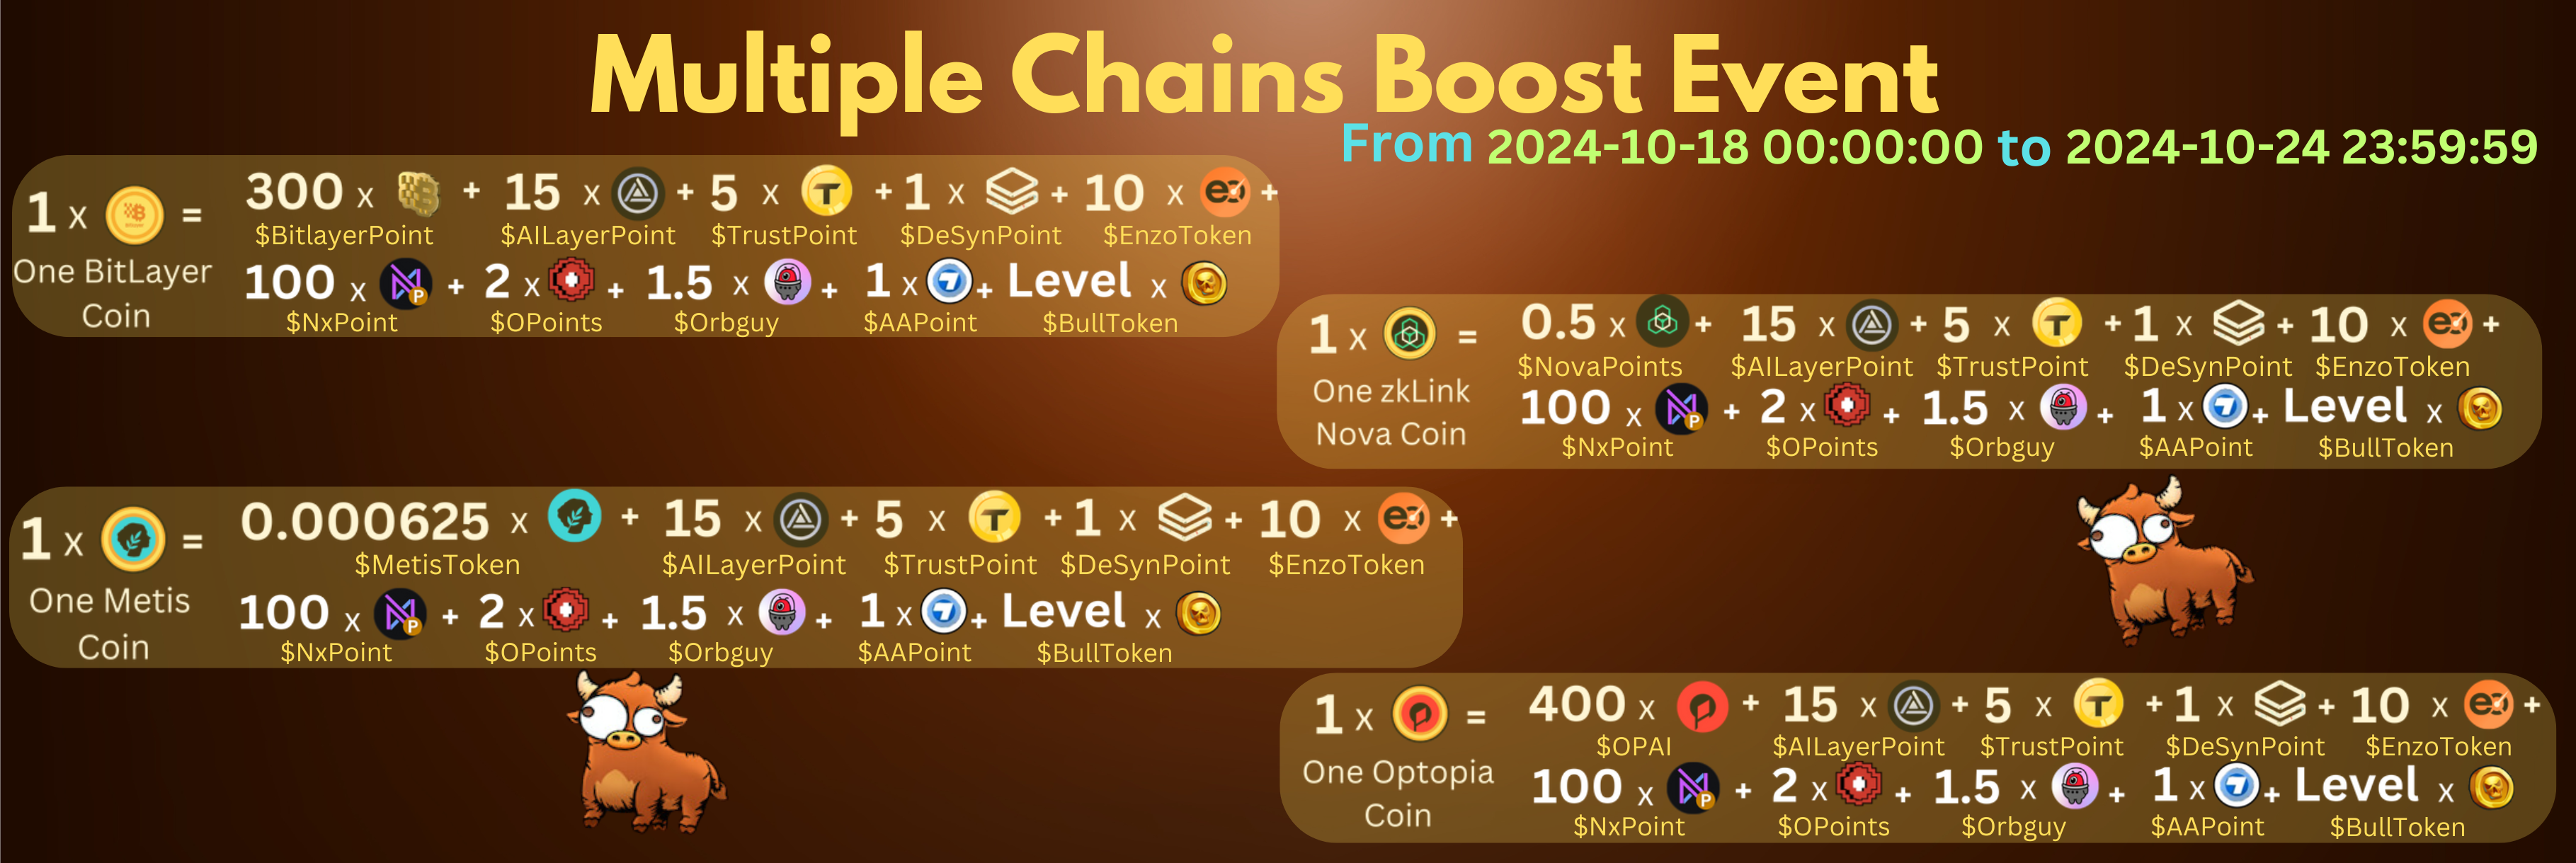 Multiple Chains Boost Event
From 2024-10-18 00:00:00 to 2024-10-24 23:59:59
1 x =
One BitLayer
Coin
300 x + 15 x + 5 x + 1 x + 10 x +
$BitlayerPoint $AILayerPoint $TrustPoint $DeSynPoint $EnzoToken
100 x + 2 x + 1.5 x + 1 x + Level x
$NxPoint $OPoints $Orbguy $AAPoint $BullToken
1 x =
One zkLink
Nova Coin
0.5 x + 15 x + 5 x + 1 x + 10 x +
$NovaPoints $AILayerPoint $TrustPoint $DeSynPoint $EnzoToken
100 x + 2 x + 1.5 x + 1 x + Level x
$NxPoint $OPoints $Orbguy $AAPoint $BullToken
1 x =
One Metis
Coin
0.000625 x + 15 x + 5 x + 1 x + 10 x +
$MetisToken $AILayerPoint $TrustPoint $DeSynPoint $EnzoToken
100 x + 2 x + 1.5 x + 1 x + Level x
$NxPoint $OPoints $Orbguy $AAPoint $BullToken
1 x =
One Optopia
Coin
400 x + 15 x + 5 x + 1 x + 10 x +
$OPAI $AILayerPoint $TrustPoint $DeSynPoint $EnzoToken
100 x + 2 x + 1.5 x + 1 x + Level x
$NxPoint $OPoints $Orbguy $AAPoint $BullToken